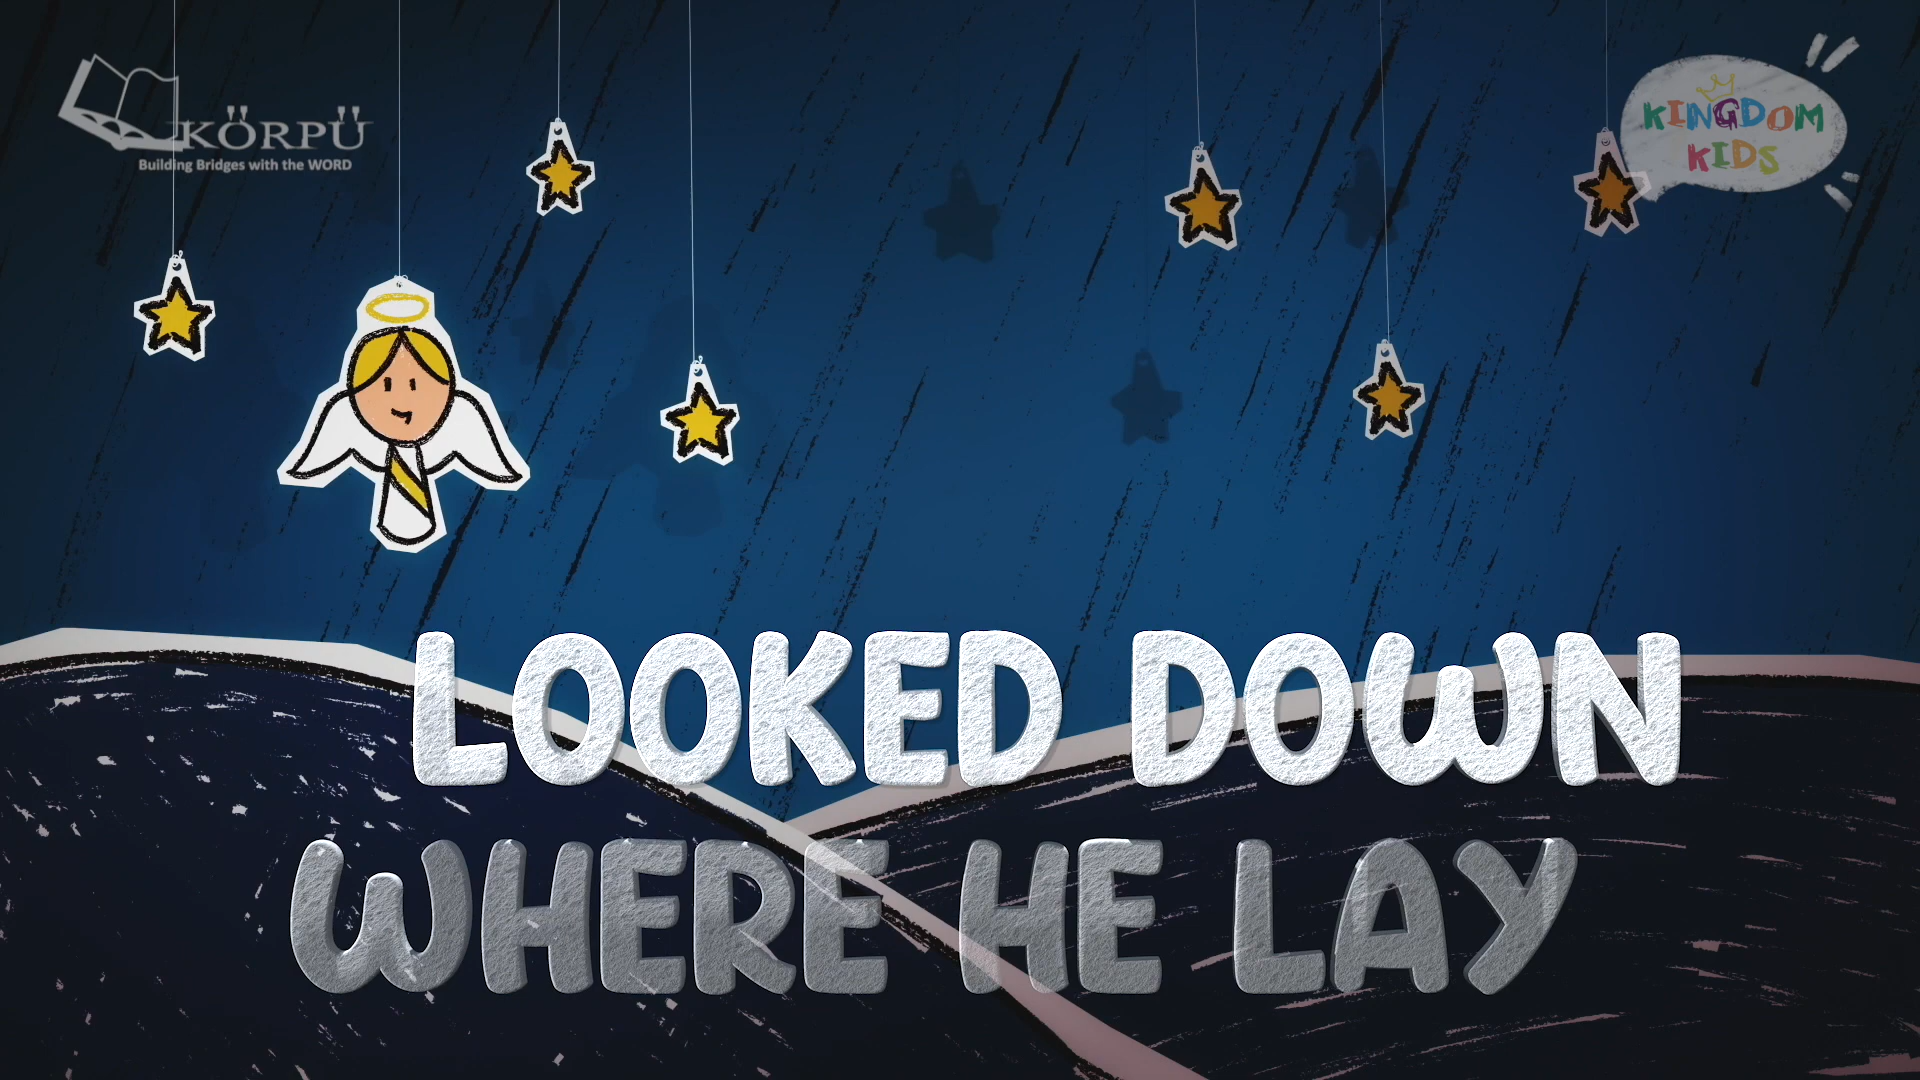 KÖRPÜ
Building Bridges with the WORD
KINGDOM
KIDS
LOOKED DOWN
WHERE HE LAY